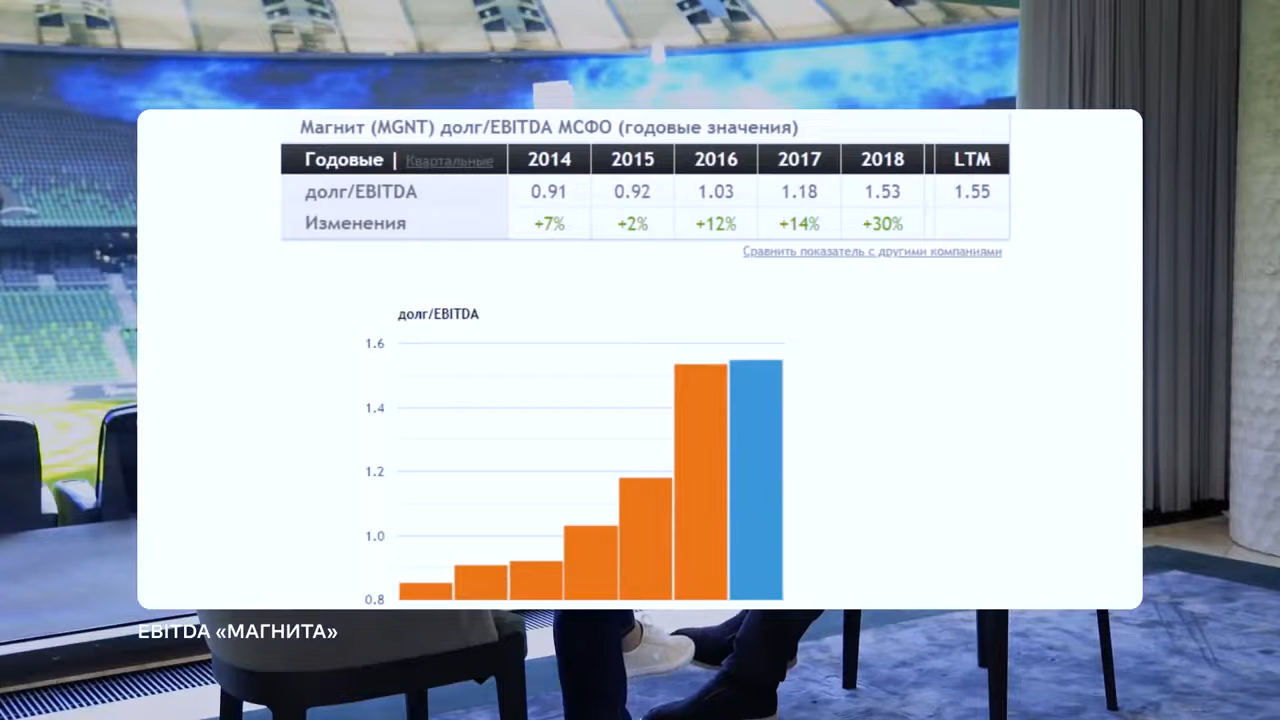 Магнит (MGNT) долг/EBITDA МСФО (годовые значения)
Годовые | Квартальные 2014 2015 2016 2017 2018 LTM
долг/EBITDA 0.91 0.92 1.03 1.18 1.53 1.55
Изменения +7% +2% +12% +14% +30%
Сравнить показатель с другими компаниями
долг/EBITDA
1.6
1.4
1.2
1.0
0.8
EBITDA «МАГНИТА»